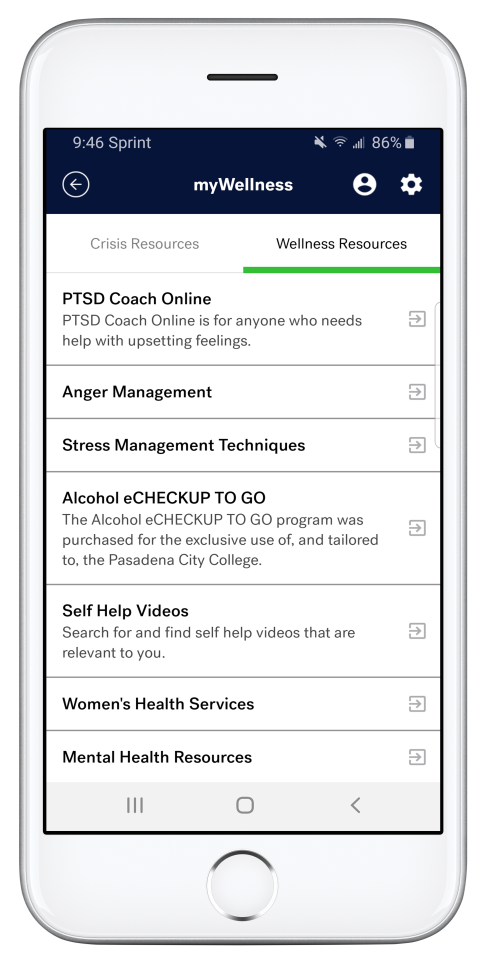 9:46 Sprint 86%
myWellness
Crisis Resources Wellness Resources
PTSD Coach Online
PTSD Coach Online is for anyone who needs
help with upsetting feelings.
Anger Management
Stress Management Techniques
Alcohol eCHECKUP TO GO
The Alcohol eCHECKUP TO GO program was
purchased for the exclusive use of, and tailored
to, the Pasadena City College.
Self Help Videos
Search for and find self help videos that are
relevant to you.
Women's Health Services
Mental Health Resources